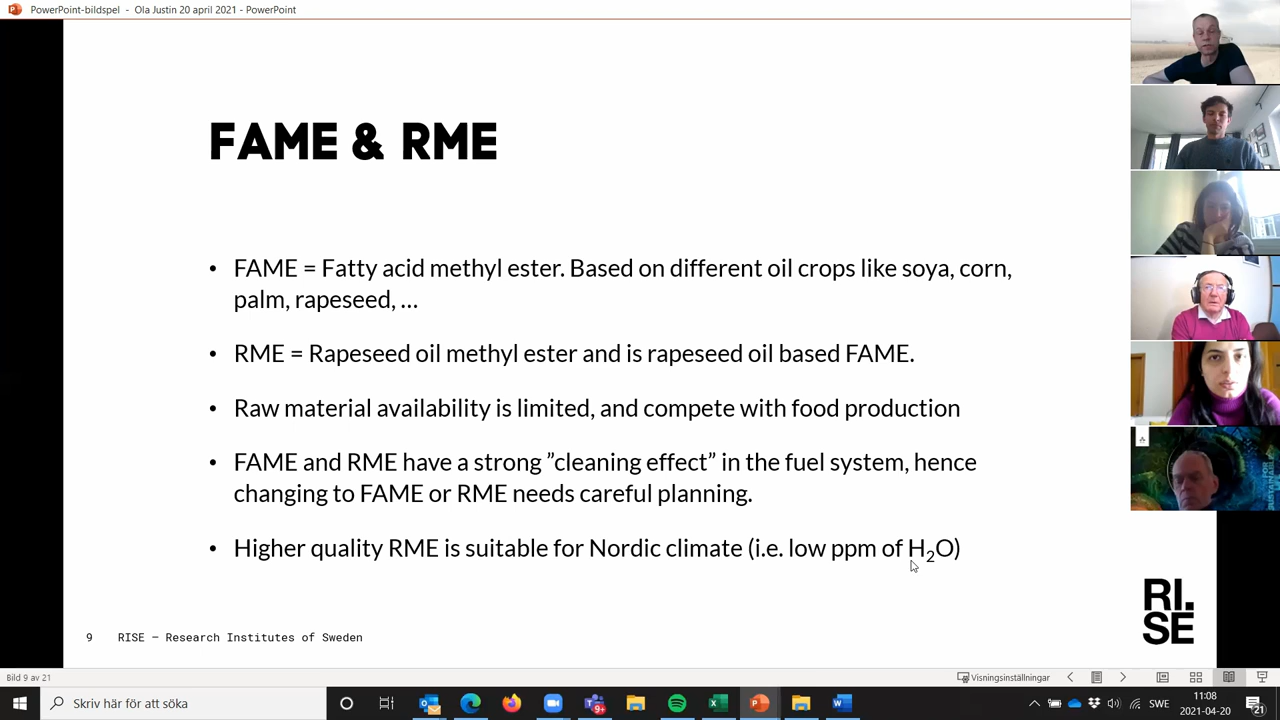 PowerPoint-bildspel - Ola Justin 20 april 2021 - PowerPoint
FAME & RME
• FAME = Fatty acid methyl ester. Based on different oil crops like soya, corn,
palm, rapeseed, …
• RME = Rapeseed oil methyl ester and is rapeseed oil based FAME.
• Raw material availability is limited, and compete with food production
• FAME and RME have a strong ”cleaning effect” in the fuel system, hence
changing to FAME or RME needs careful planning.
• Higher quality RME is suitable for Nordic climate (i.e. low ppm of H₂O)
RI.
SE
9 RISE — Research Institutes of Sweden
Bild 9 av 21
Visningsinställningar
Skriv här för att söka
9+
SWE
11:08
2021-04-20
21